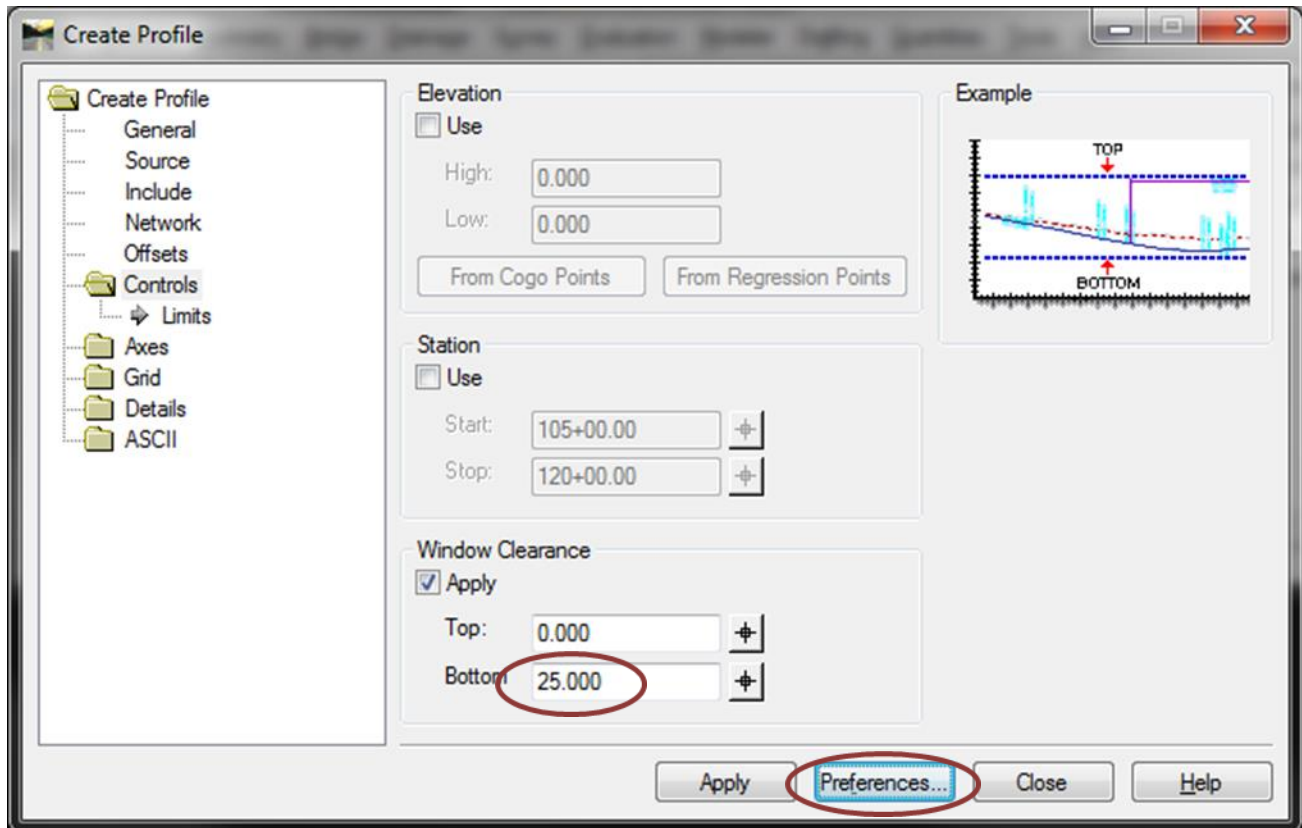 Create Profile
Create Profile
General
Source
Include
Network
Offsets
Controls
Limits
Axes
Grid
Details
ASCII
Elevation
Use
High: 0.000
Low: 0.000
From Cogo Points From Regression Points
Station
Use
Start: 105+00.00
Stop: 120+00.00
Window Clearance
Apply
Top: 0.000
Bottom 25.000
Example
TOP
BOTTOM
Apply Preferences... Close Help